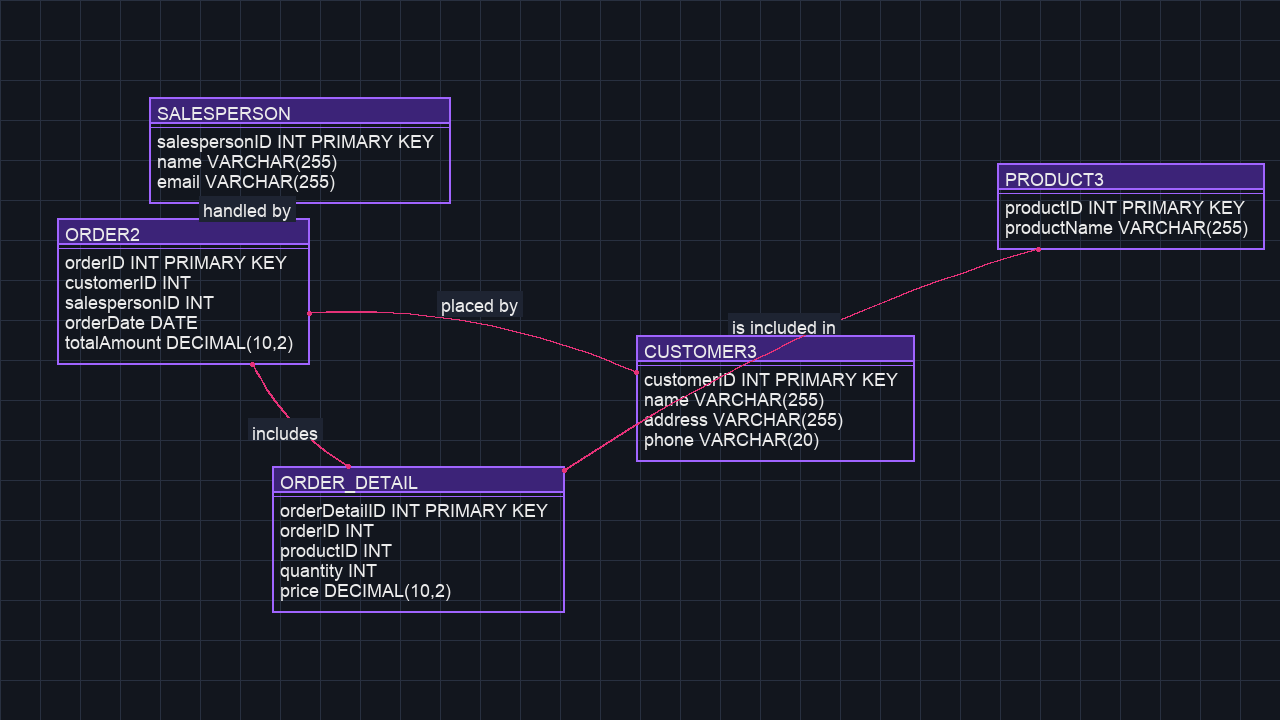 SALESPERSON
salespersonID INT PRIMARY KEY
name VARCHAR(255)
email VARCHAR(255)
handled by
ORDER2
orderID INT PRIMARY KEY
customerID INT
salespersonID INT
orderDate DATE
totalAmount DECIMAL(10,2)
placed by
PRODUCT3
productID INT PRIMARY KEY
productName VARCHAR(255)
is included in
CUSTOMER3
customerID INT PRIMARY KEY
name VARCHAR(255)
address VARCHAR(255)
phone VARCHAR(20)
includes
ORDER_DETAIL
orderDetailID INT PRIMARY KEY
orderID INT
productID INT
quantity INT
price DECIMAL(10,2)